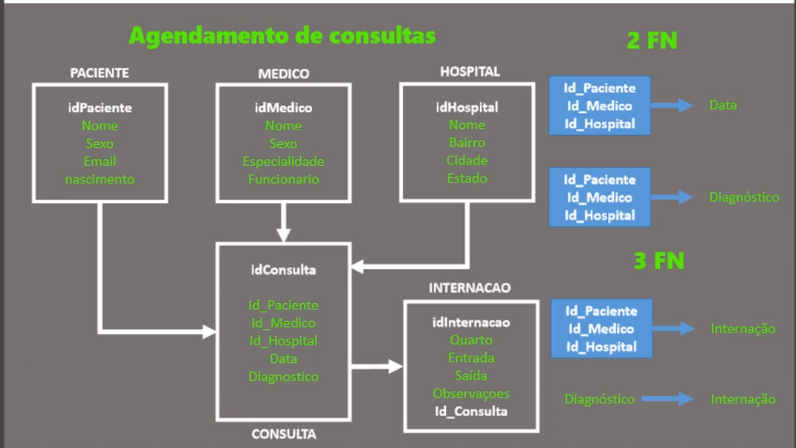 Agendamento de consultas
2 FN
PACIENTE
idPaciente
Nome
Sexo
Email
nascimento
MEDICO
idMedico
Nome
Sexo
Especialidade
Funcionario
HOSPITAL
idHospital
Nome
Bairro
Cidade
Estado
Id_Paciente
Id_Medico
Id_Hospital
Data
Id_Paciente
Id_Medico
Id_Hospital
Diagnóstico
idConsulta
Id_Paciente
Id_Medico
Id_Hospital
Data
Diagnostico
CONSULTA
INTERNACAO
idInternacao
Quarto
Entrada
Saída
Observaçoes
Id_Consulta
3 FN
Id_Paciente
Id_Medico
Id_Hospital
Internação
Diagnóstico
Internação